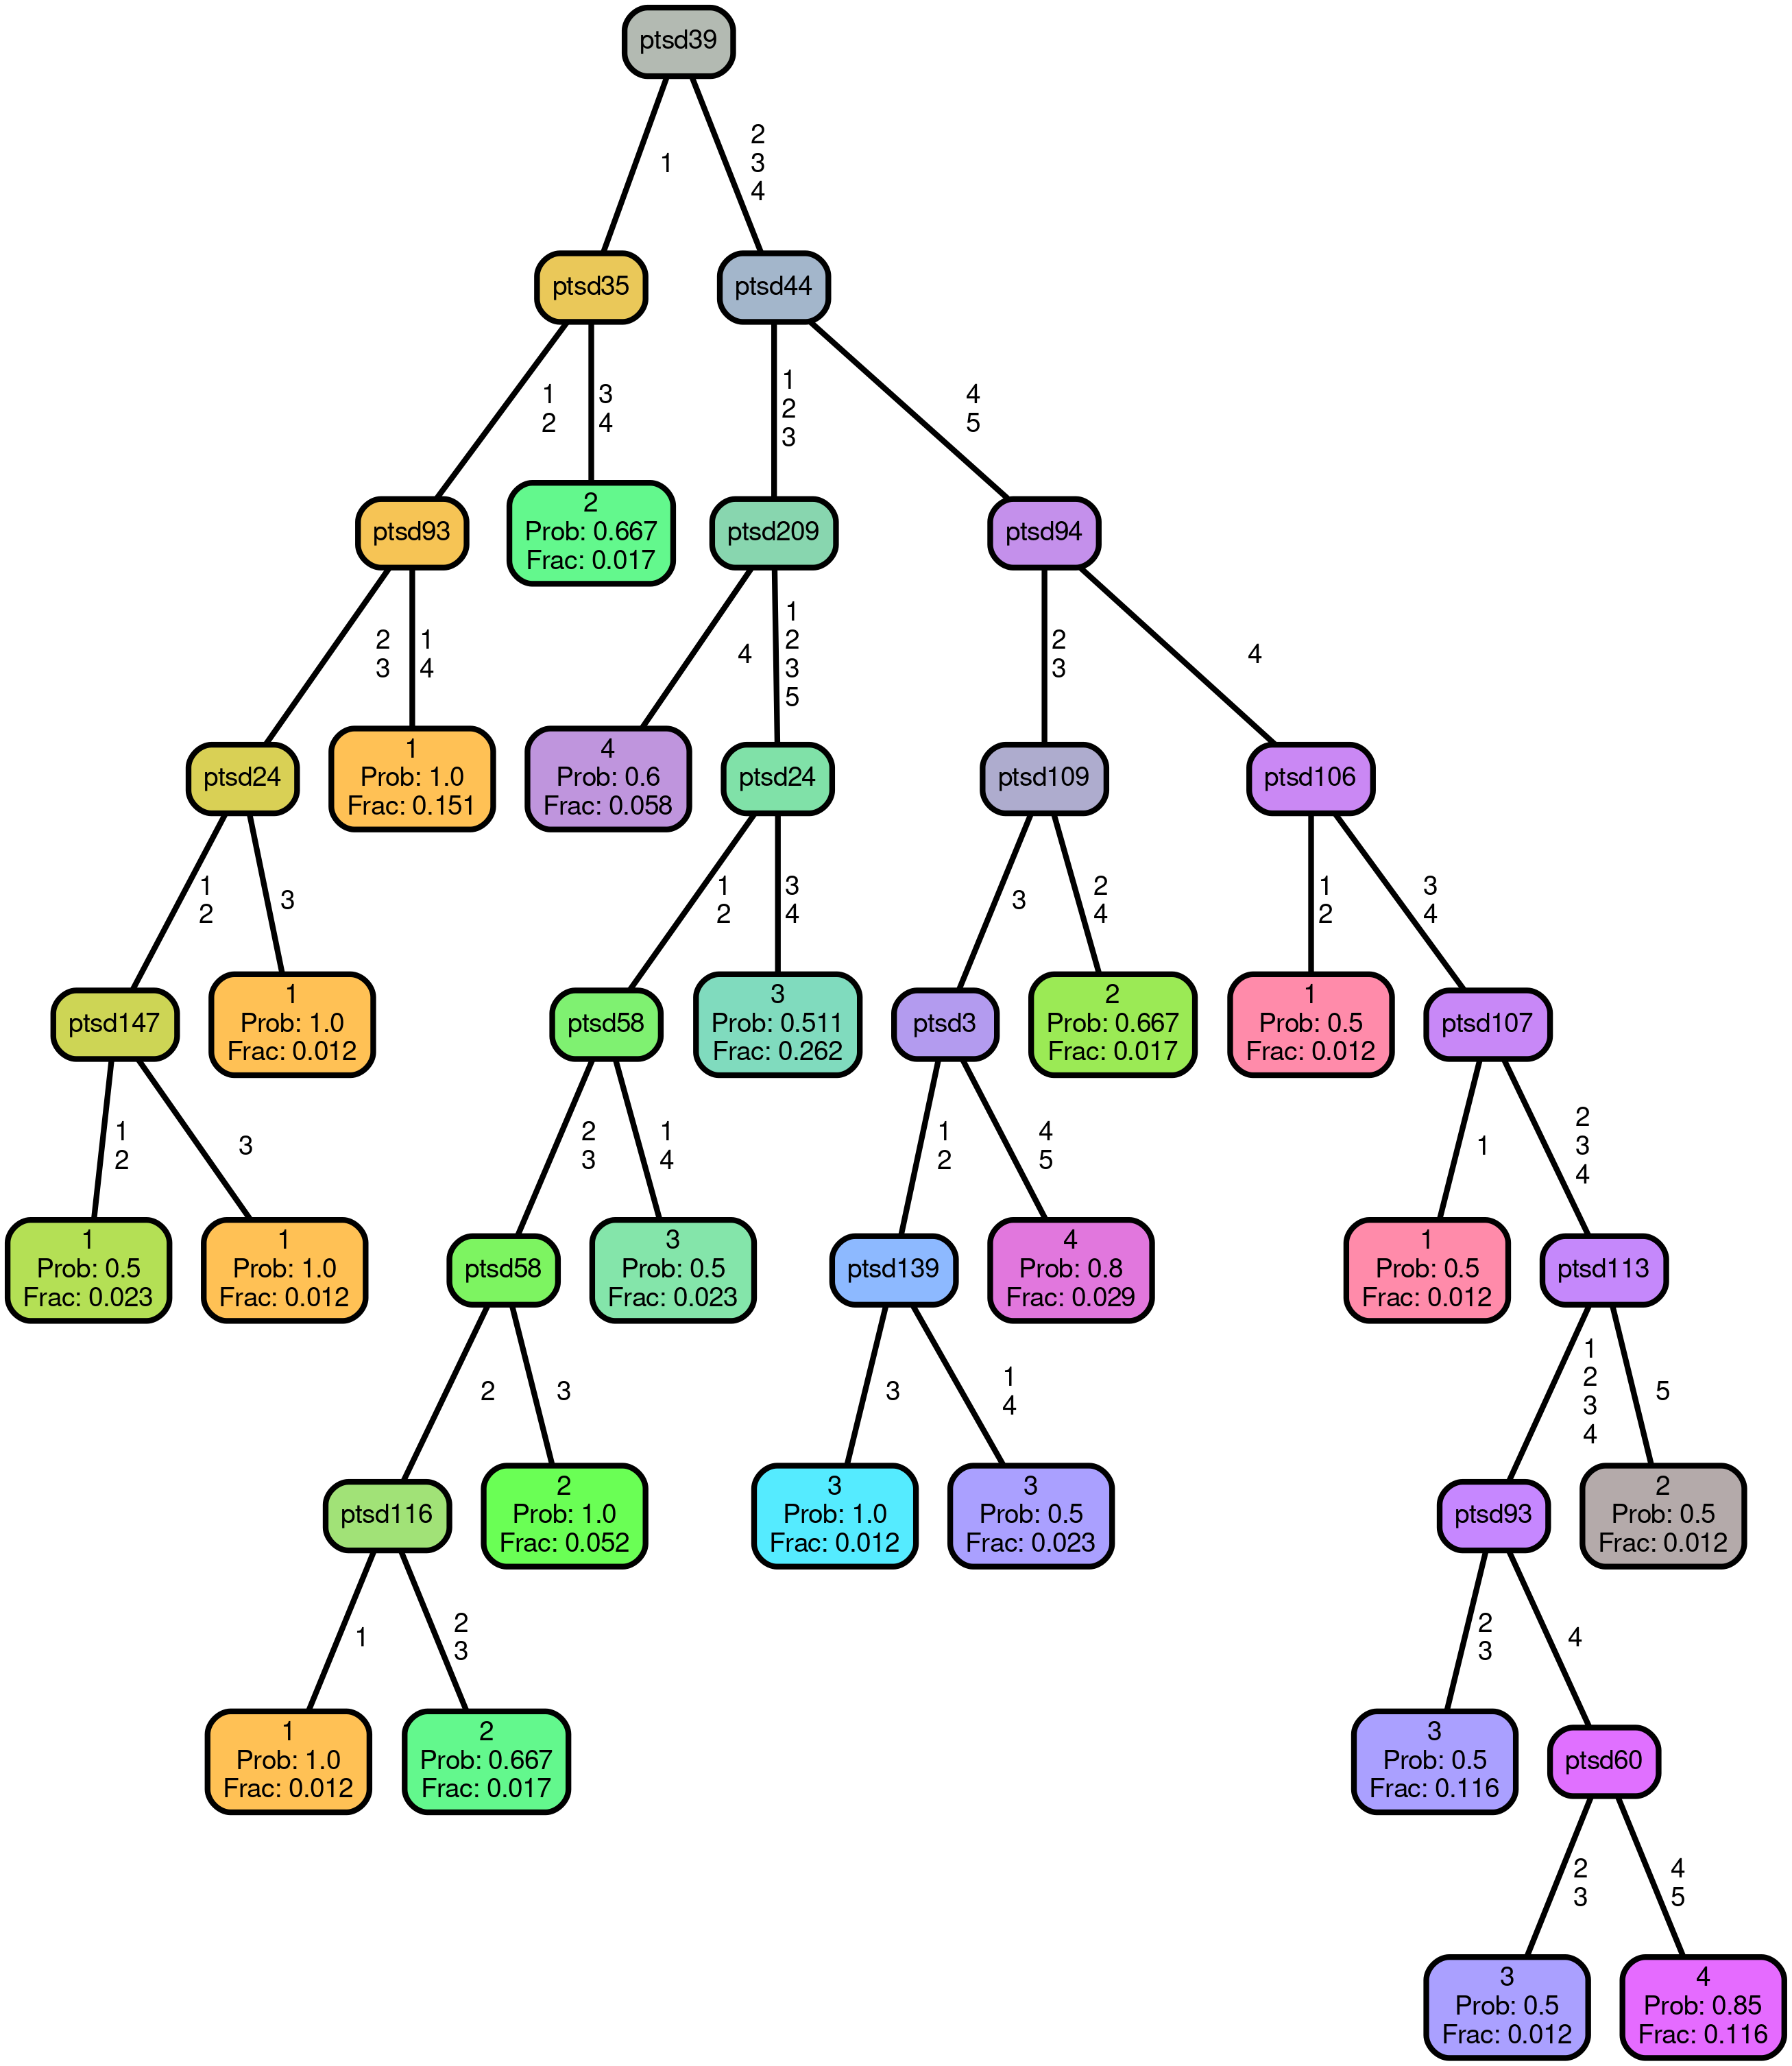 ptsd39
1
2
3
4
ptsd35
ptsd44
1
2
3
4
1
2
3
4
5
ptsd93
2
Prob: 0.667
Frac: 0.017
ptsd209
ptsd94
2
3
1
4
4
1
2
3
5
2
3
4
ptsd24
1
Prob: 1.0
Frac: 0.151
4
Prob: 0.6
Frac: 0.058
ptsd24
ptsd109
ptsd106
1
2
3
1
2
3
4
3
2
4
1
2
3
4
ptsd147
1
Prob: 1.0
Frac: 0.012
ptsd58
3
Prob: 0.511
Frac: 0.262
ptsd3
2
Prob: 0.667
Frac: 0.017
1
Prob: 0.5
Frac: 0.012
ptsd107
1
2
3
2
3
1
4
1
2
4
5
1
2
3
4
1
Prob: 0.5
Frac: 0.023
1
Prob: 1.0
Frac: 0.012
ptsd58
3
Prob: 0.5
Frac: 0.023
ptsd139
4
Prob: 0.8
Frac: 0.029
1
Prob: 0.5
Frac: 0.012
ptsd113
2
3
3
1
4
1
2
3
4
5
ptsd116
2
Prob: 1.0
Frac: 0.052
3
Prob: 1.0
Frac: 0.012
3
Prob: 0.5
Frac: 0.023
ptsd93
2
Prob: 0.5
Frac: 0.012
1
2
3
2
3
4
1
Prob: 1.0
Frac: 0.012
2
Prob: 0.667
Frac: 0.017
3
Prob: 0.5
Frac: 0.116
ptsd60
2
3
4
5
3
Prob: 0.5
Frac: 0.012
4
Prob: 0.85
Frac: 0.116